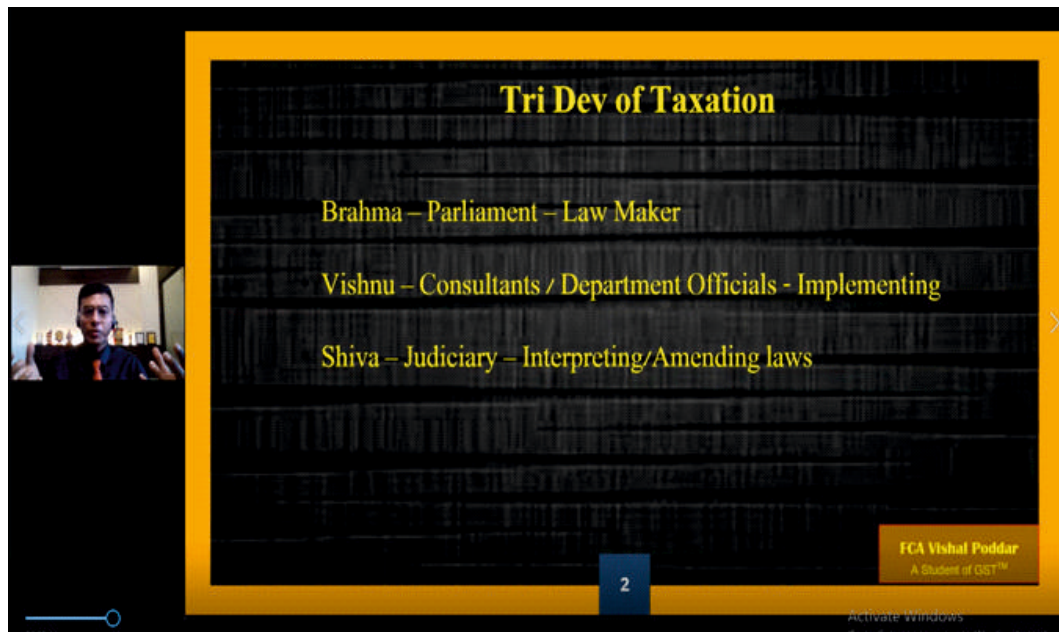 Tri Dev of Taxation
Brahma – Parliament – Law Maker
Vishnu – Consultants / Department Officials - Implementing
Shiva – Judiciary – Interpreting/Amending laws
FCA Vishal Poddar
A Student of GST™
2
Activate Windows